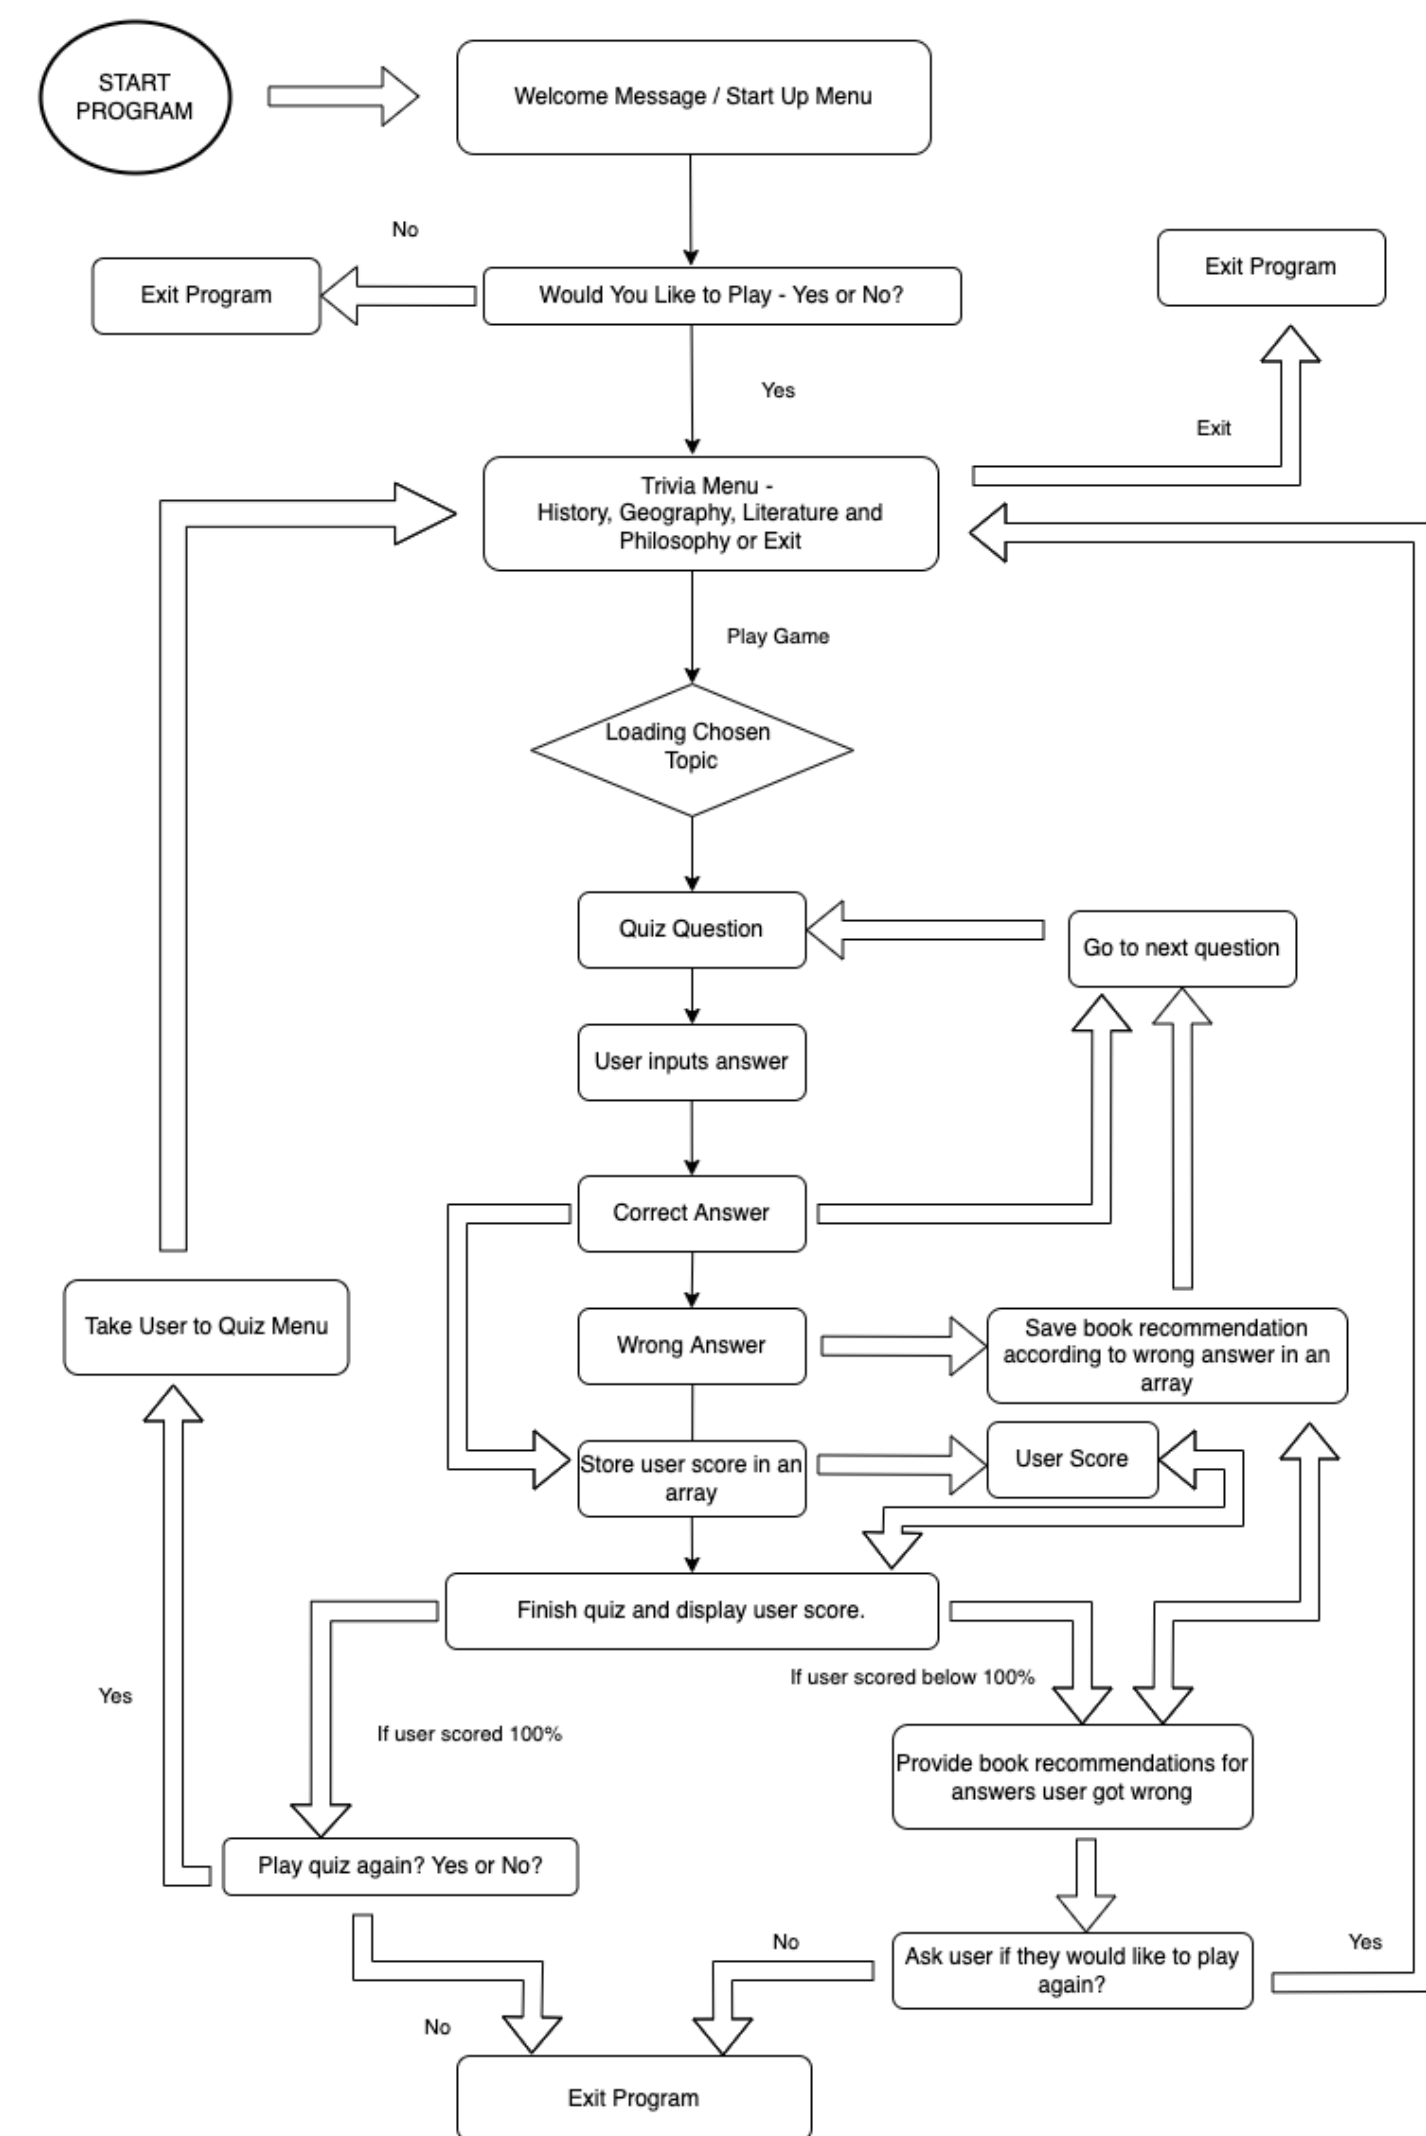 START
PROGRAM
Welcome Message / Start Up Menu
No
Exit Program
Would You Like to Play - Yes or No?
Exit Program
Yes
Exit
Trivia Menu -
History, Geography, Literature and
Philosophy or Exit
Play Game
Loading Chosen
Topic
Quiz Question
Go to next question
User inputs answer
Correct Answer
Take User to Quiz Menu
Wrong Answer
Save book recommendation
according to wrong answer in an
array
Store user score in an
array
User Score
Finish quiz and display user score.
If user scored below 100%
Yes
If user scored 100%
Provide book recommendations for
answers user got wrong
Play quiz again? Yes or No?
No
Ask user if they would like to play
again?
Yes
No
Exit Program